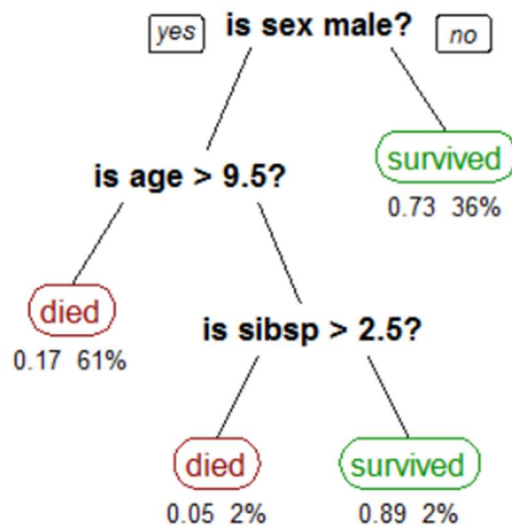 yes is sex male? no
is age > 9.5?
survived
0.73 36%
died
0.17 61%
is sibsp > 2.5?
died
0.05 2%
survived
0.89 2%